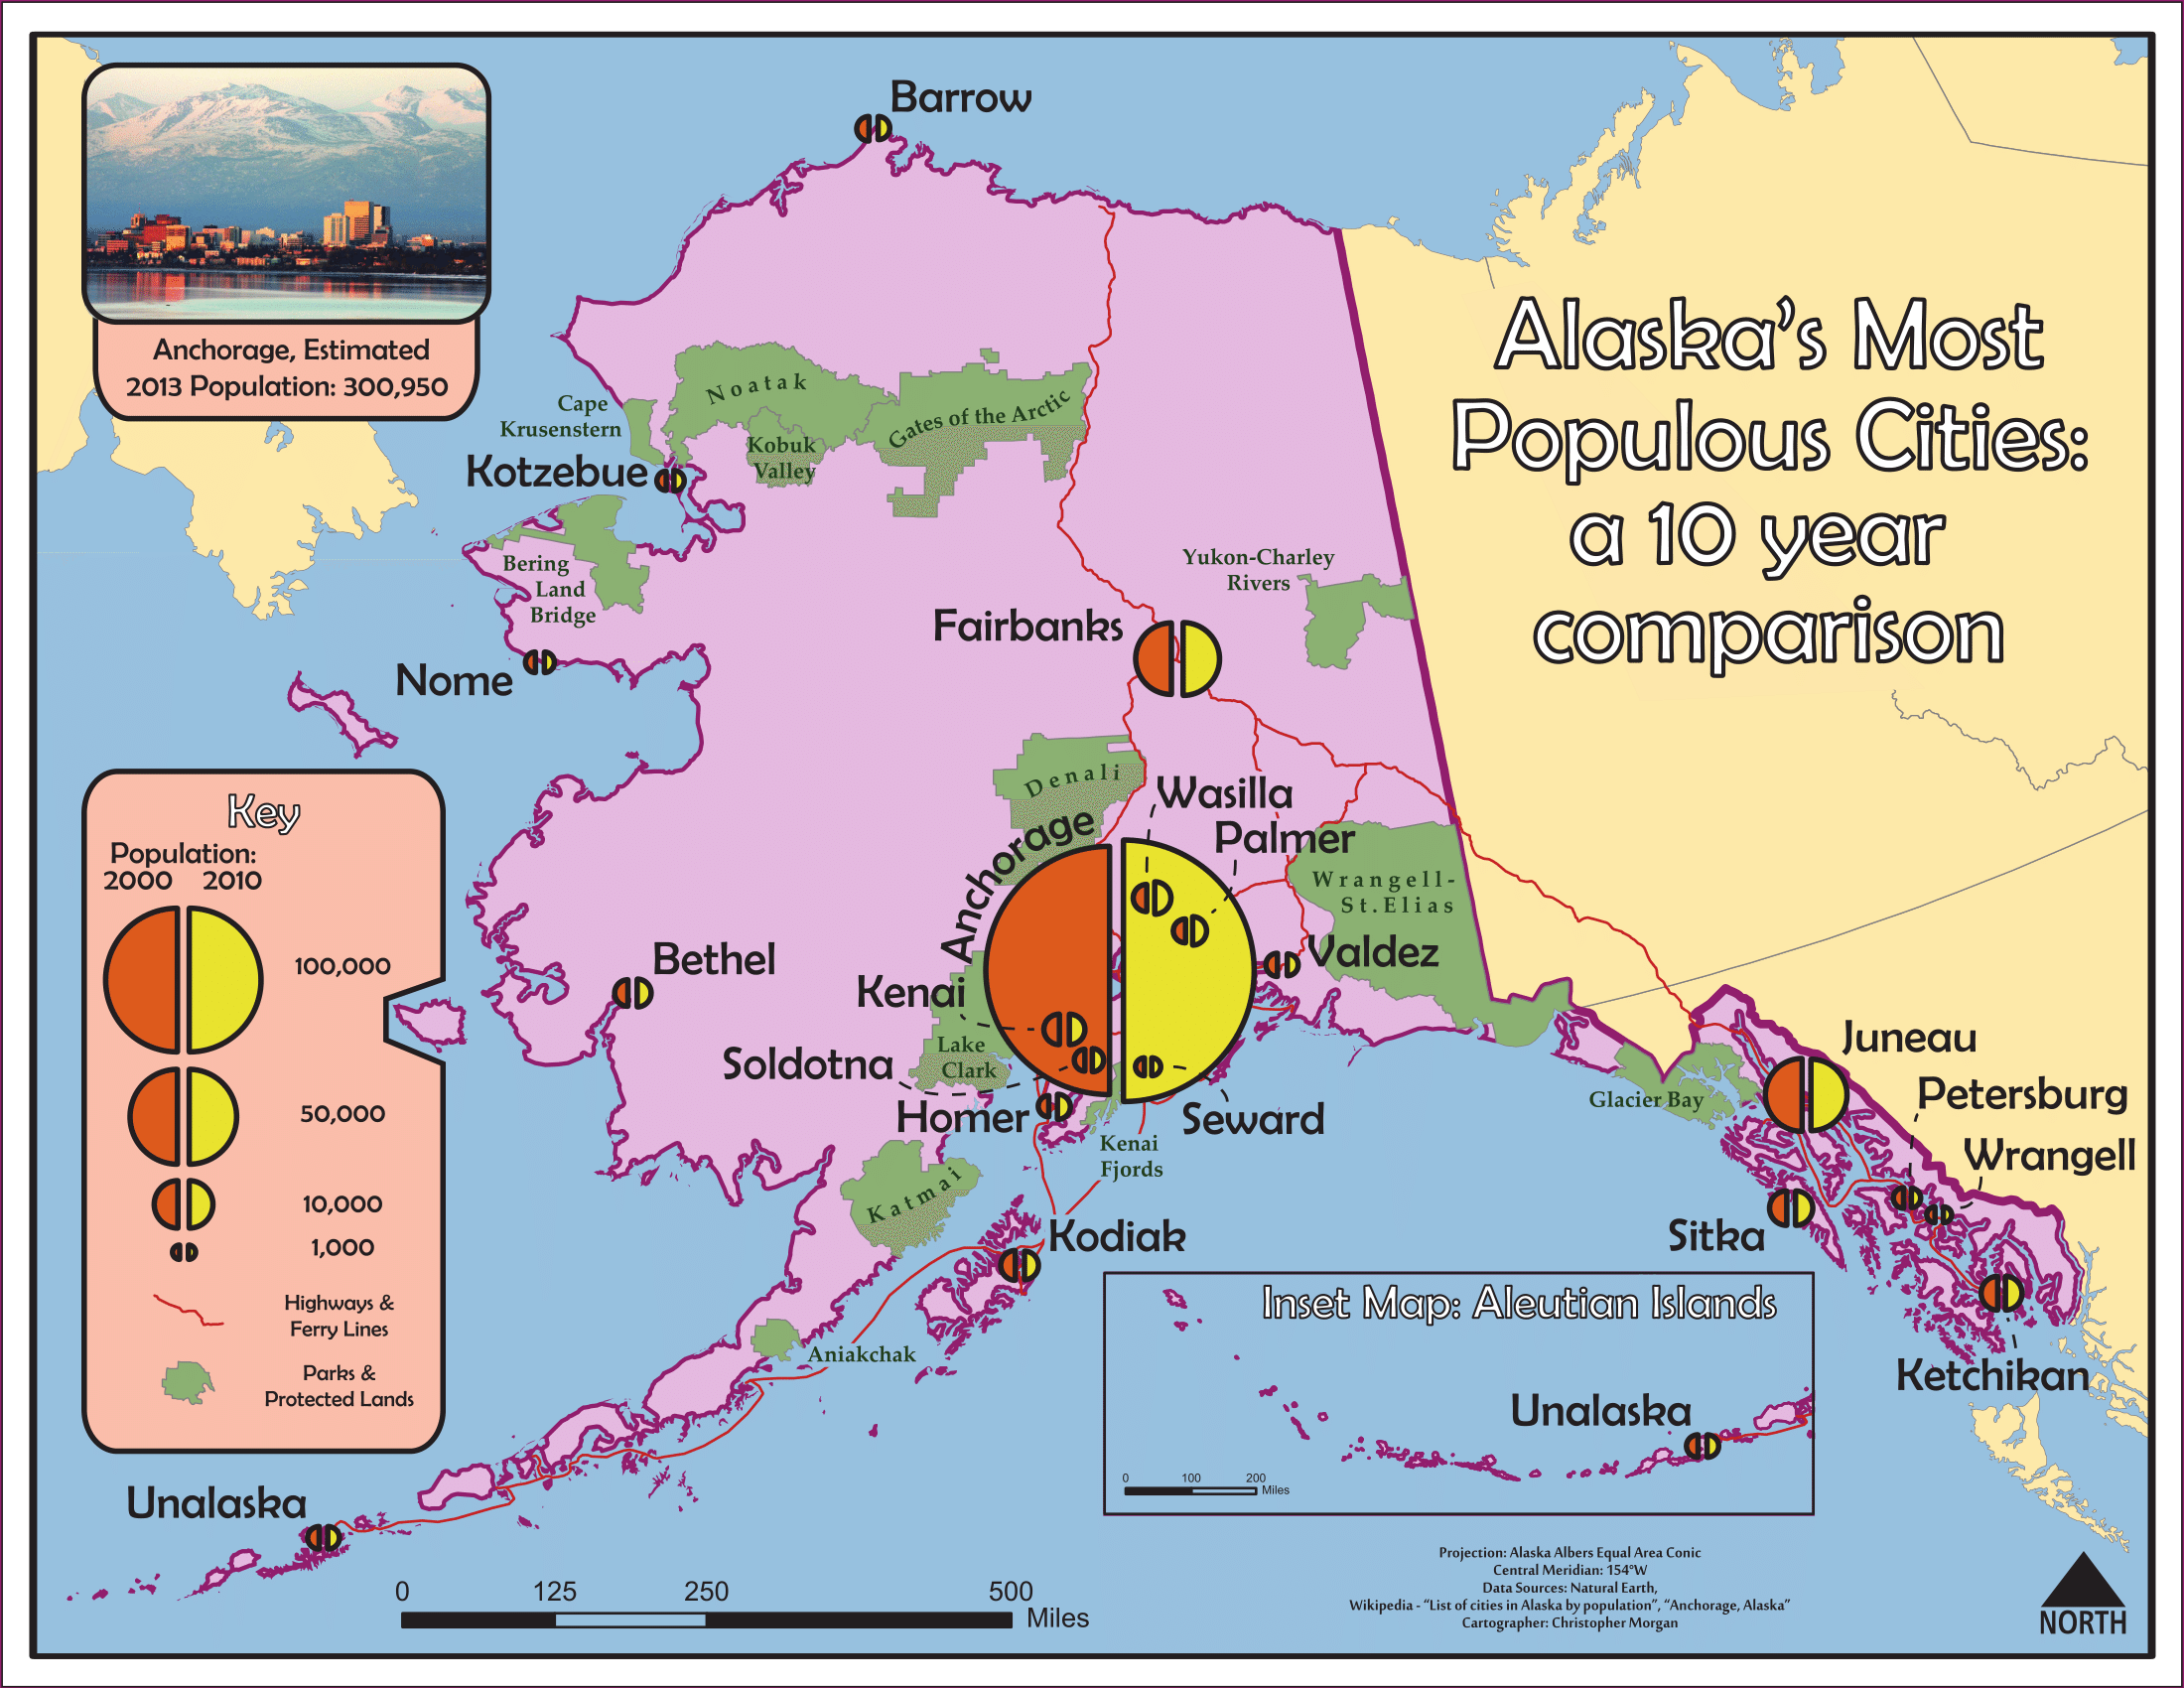 Barrow
Anchorage, Estimated
2013 Population: 300,950
Alaska's Most
Populous Cities:
a 10 year
comparison
Noatak
Gates of the Arctic
Cape
Krusenstern
Kobuk
Valley
Kotzebue
Bering
Land
Bridge
Yukon-Charley
Rivers
Fairbanks
Nome
Denali
Wasilla
Palmer
Anchorage
Wrangell-
St.Elias
Valdez
Bethel
Kenai
Lake
Clark
Soldotna
Homer
Seward
Kenai
Fjords
Katmai
Kodiak
Aniakchak
Glacier Bay
Juneau
Petersburg
Wrangell
Sitka
Ketchikan
Key
Population:
2000 2010
100,000
50,000
10,000
1,000
Highways &
Ferry Lines
Parks &
Protected Lands
Inset Map: Aleutian Islands
Unalaska
0 100 200
Miles
Unalaska
0 125 250 500
Miles
Projection: Alaska Albers Equal Area Conic
Central Meridian: 154°W
Data Sources: Natural Earth,
Wikipedia - "List of cities in Alaska by population", "Anchorage, Alaska"
Cartographer: Christopher Morgan
NORTH